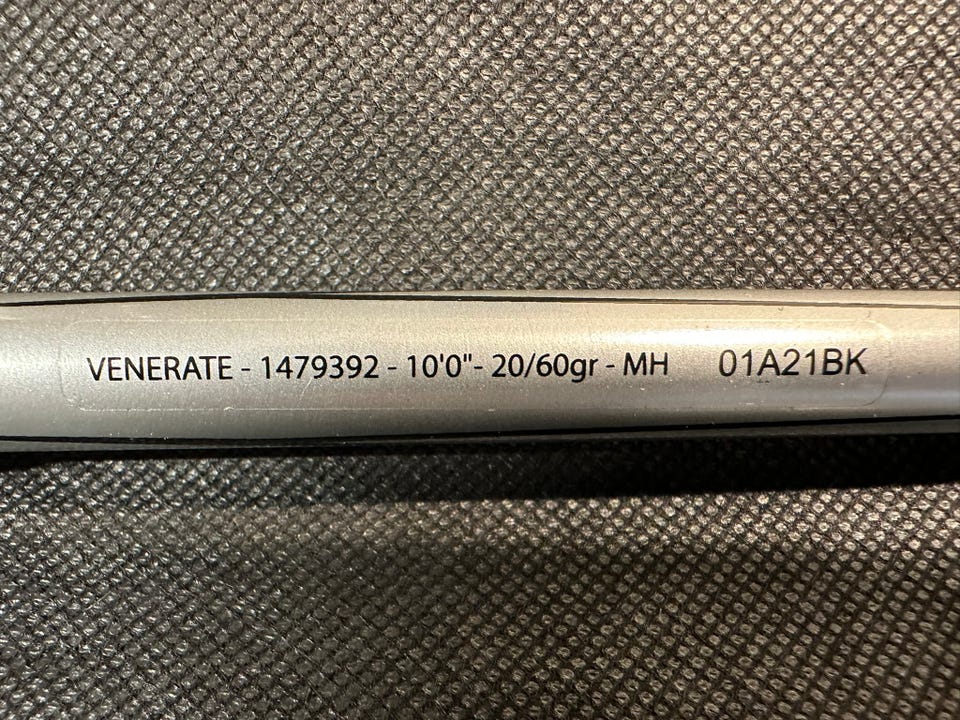 VENERATE - 1479392 - 10'0"- 20/60gr - MH 01A21BK